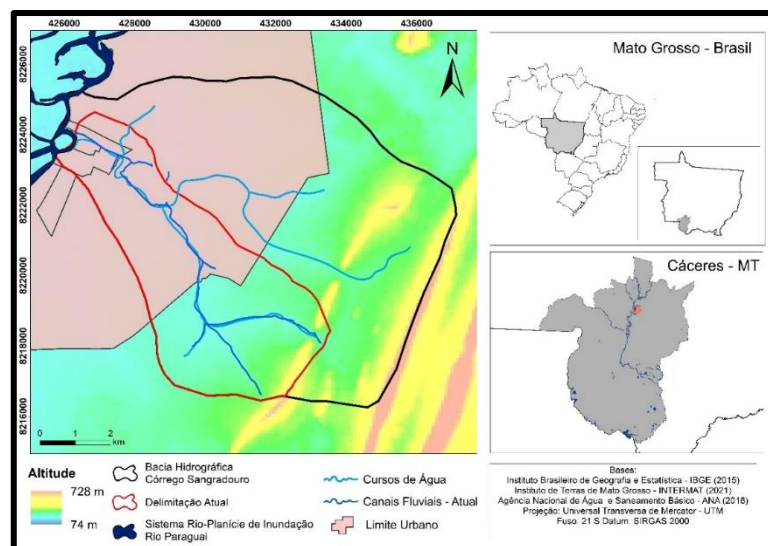 426000 428000 430000 432000 434000 436000
8226000
8224000
8222000
8220000
8218000
8216000
N
0 1 2
km
Mato Grosso - Brasil
Cáceres - MT
Altitude
728 m
74 m
Bacia Hidrográfica
Córrego Sangradouro
Delimitação Atual
Sistema Rio-Planície de Inundação
Rio Paraguai
Cursos de Água
Canais Fluviais - Atual
Limite Urbano
Bases:
Instituto Brasileiro de Geografia e Estatística - IBGE (2015)
Instituto de Terras de Mato Grosso - INTERMAT (2021)
Agência Nacional de Água e Saneamento Básico - ANA (2018)
Projeção: Universal Transversa de Mercator - UTM
Fuso: 21 S Datum: SIRGAS 2000